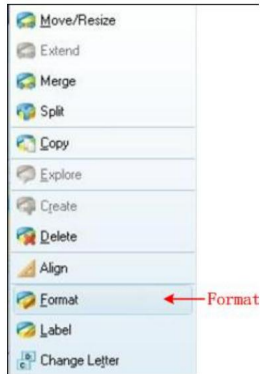 Move/Resize
Extend
Merge
Split
Copy
Explore
Create
Delete
Align
Format Format
Label
Change Letter